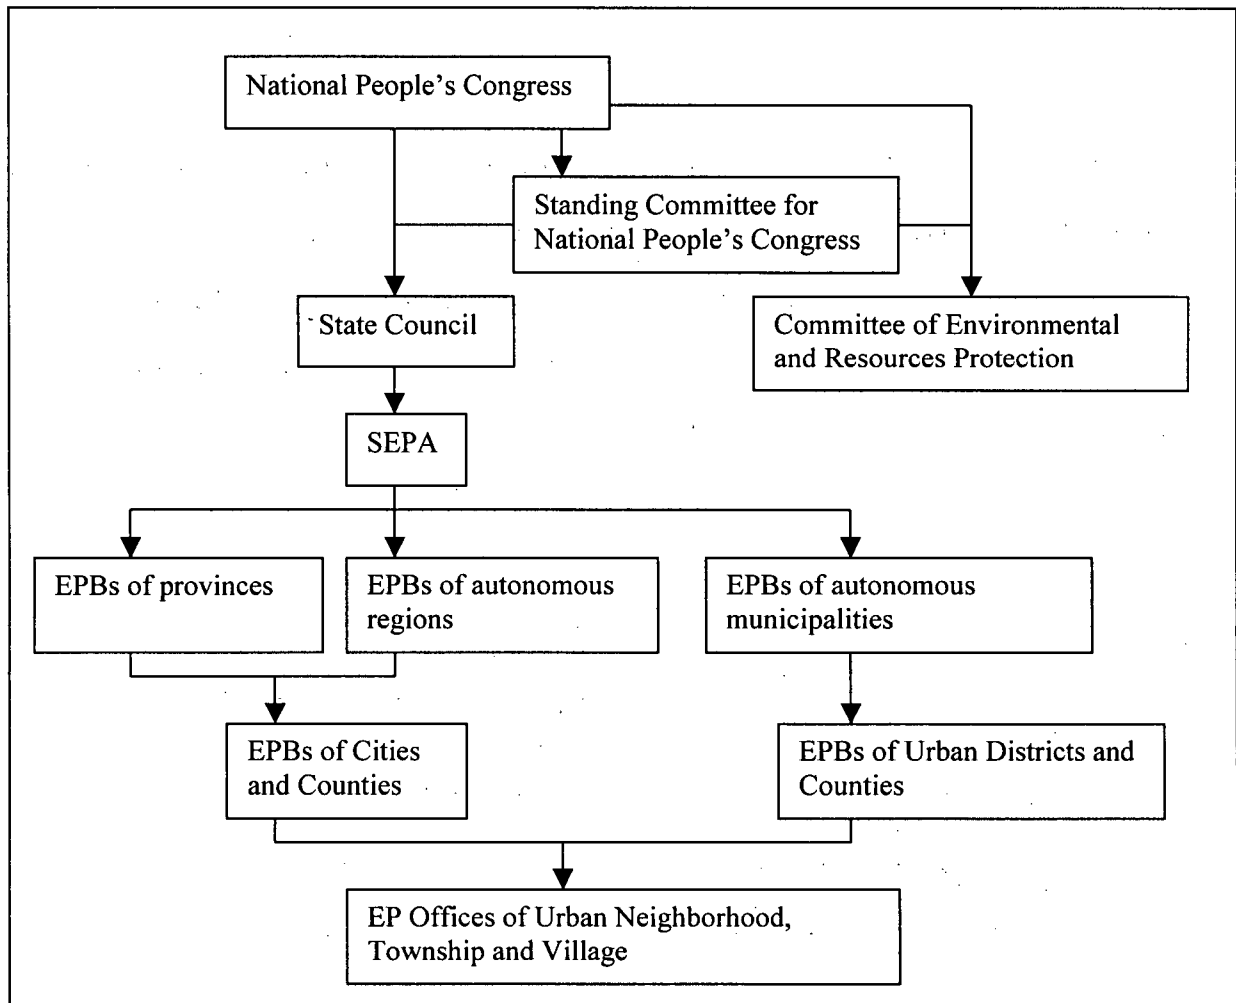 National People's Congress
Standing Committee for
National People's Congress
State Council
Committee of Environmental
and Resources Protection
SEPA
EPBs of provinces
EPBs of autonomous
regions
EPBs of autonomous
municipalities
EPBs of Cities
and Counties
EPBs of Urban Districts and
Counties
EP Offices of Urban Neighborhood,
Township and Village